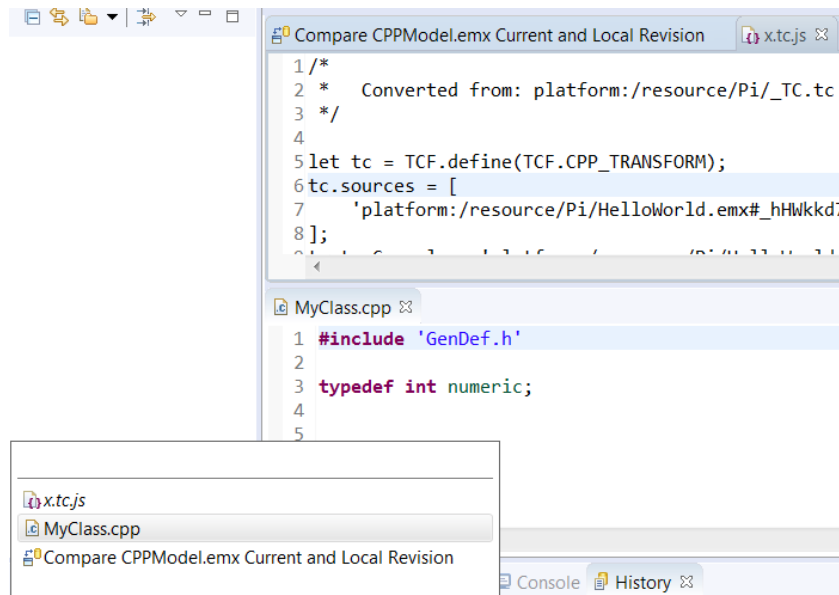 Compare CPPModel.emx Current and Local Revision x.tc.js
1 /*
2 * Converted from: platform:/resource/Pi/_TC.tc
3 */
4
5 let tc = TCF.define(TCF.CPP_TRANSFORM);
6 tc.sources = [
7 'platform:/resource/Pi/HelloWorld.emx#_hHWkkd7
8 ];
MyClass.cpp
1 #include 'GenDef.h'
2
3 typedef int numeric;
4
5
x.tc.js
MyClass.cpp
Compare CPPModel.emx Current and Local Revision
Console History